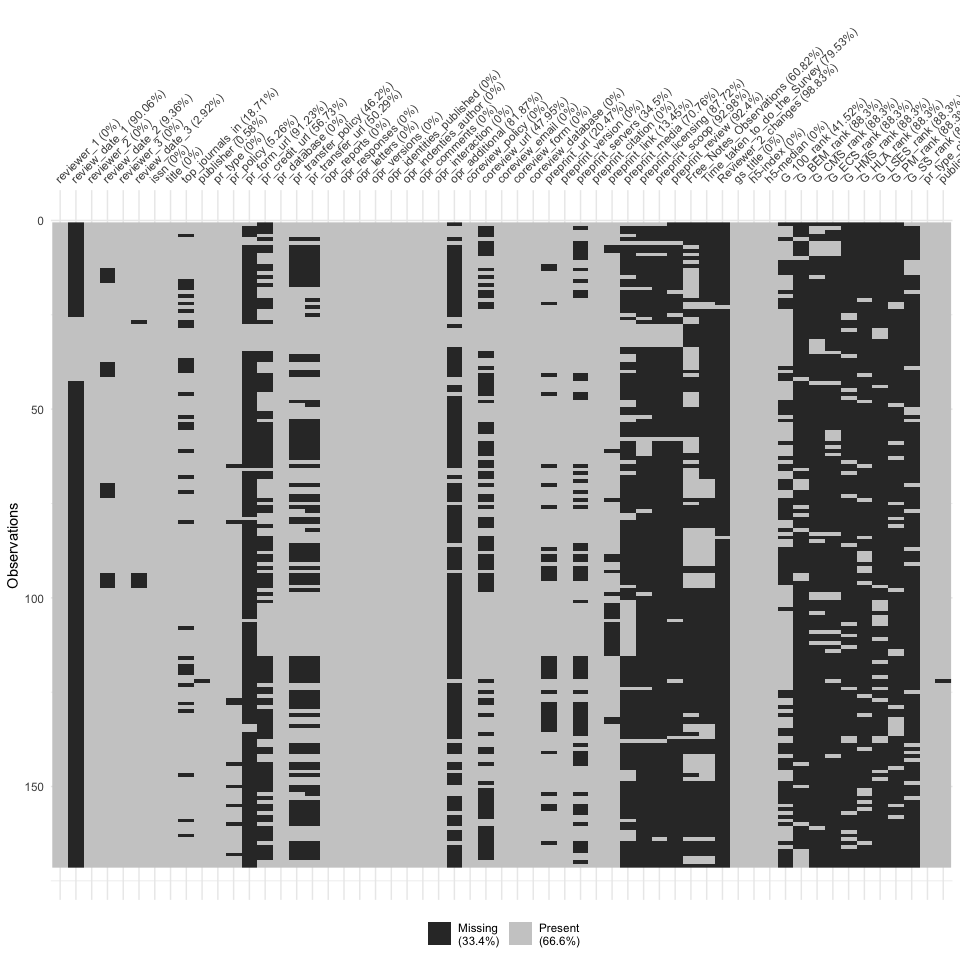 reviewer_1 (0%)
review_date_1 (90.06%)
reviewer_2 (0%)
review_date_2 (9.36%)
reviewer_3 (0%)
review_date_3 (2.92%)
issn (0%)
title (0%)
top_journals_in (18.71%)
publisher (0.58%)
pr_type (0%)
pr_policy (5.26%)
pr_form_url (91.23%)
pr_credit_url (56.73%)
pr_database (0%)
pr_transfer_policy (46.2%)
pr_transfer_url (50.29%)
opr_reports (0%)
opr_responses (0%)
opr_letters (0%)
opr_versions (0%)
opr_identities_published (0%)
opr_indenties_author (0%)
opr_comments (0%)
opr_interaction (0%)
opr_additional (81.87%)
coreview_policy (0%)
coreview_url (47.95%)
coreview_email (0%)
coreview_form (0%)
coreview_database (0%)
preprint_url (20.47%)
preprint_version (0%)
preprint_servers (34.5%)
preprint_citation (0%)
preprint_link (13.45%)
preprint_media (70.76%)
preprint_licensing (87.72%)
preprint_scoop (92.98%)
preprint_review (92.4%)
Observations (60.82%)
(79.53%)
changes (98.83%)
gs_title (0%)
h5-index (0%)
h5-median (0%)
G_100_rank (41.52%)
G_BEM_rank (88.3%)
G_CMS_rank (88.3%)
G_ECS_rank (88.3%)
G_HMS_rank (88.3%)
G_HLA_rank (88.3%)
G_LSES_rank (88.3%)
G_PM_rank (88.3%)
G_SS_rank
pr_type_c
public
0
50
100
150
Observations
Missing
(33.4%)
Present
(66.6%)